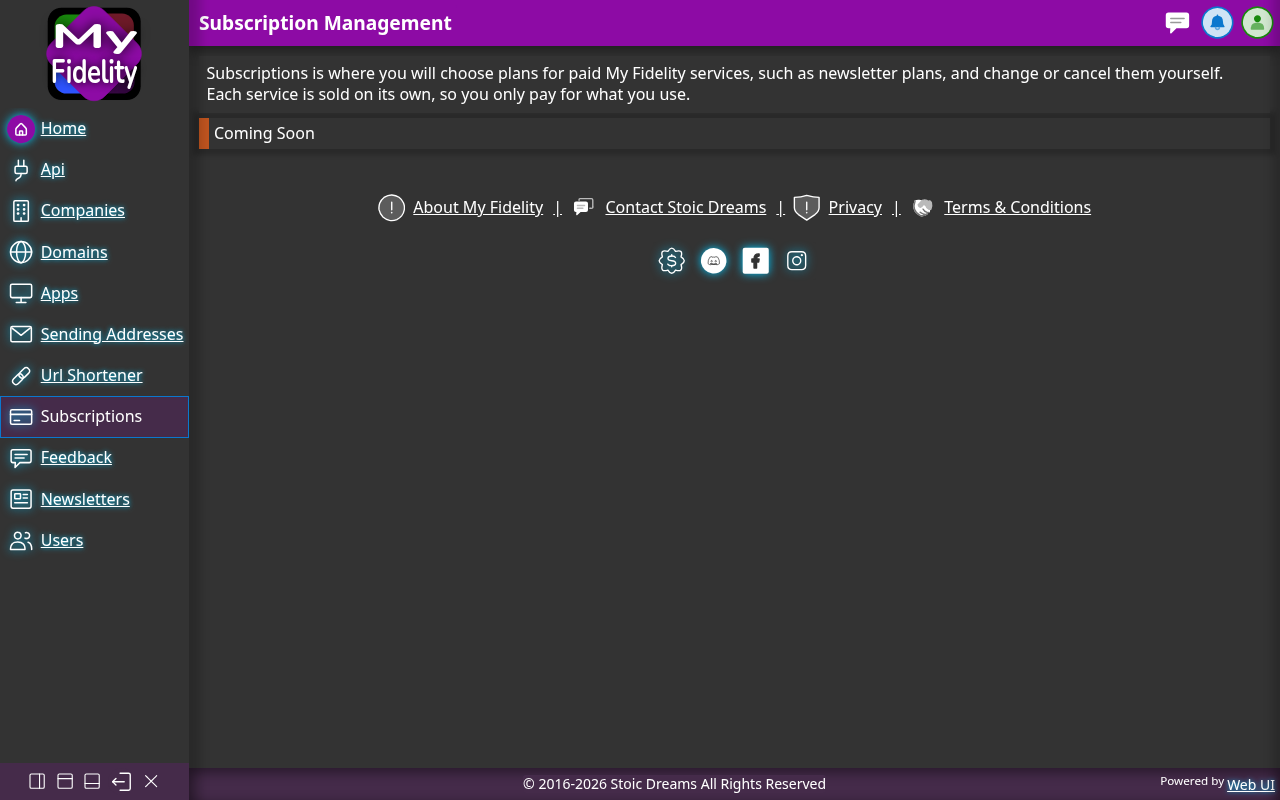 My
Fidelity
Home
Api
Companies
Domains
Apps
Sending Addresses
Url Shortener
Subscriptions
Feedback
Newsletters
Users
Subscription Management
Subscriptions is where you will choose plans for paid My Fidelity services, such as newsletter plans, and change or cancel them yourself.
Each service is sold on its own, so you only pay for what you use.
Coming Soon
About My Fidelity | Contact Stoic Dreams | Privacy | Terms & Conditions
© 2016-2026 Stoic Dreams All Rights Reserved
Powered by Web UI